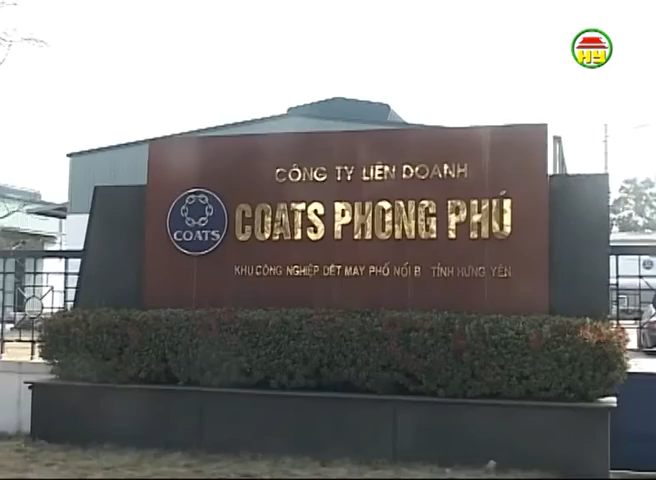 HY
CÔNG TY LIÊN DOANH
COATS
COATS PHONG PHÚ
KHU CÔNG NGHIỆP DỆT MAY PHỐ NỐI B TỈNH HƯNG YÊN